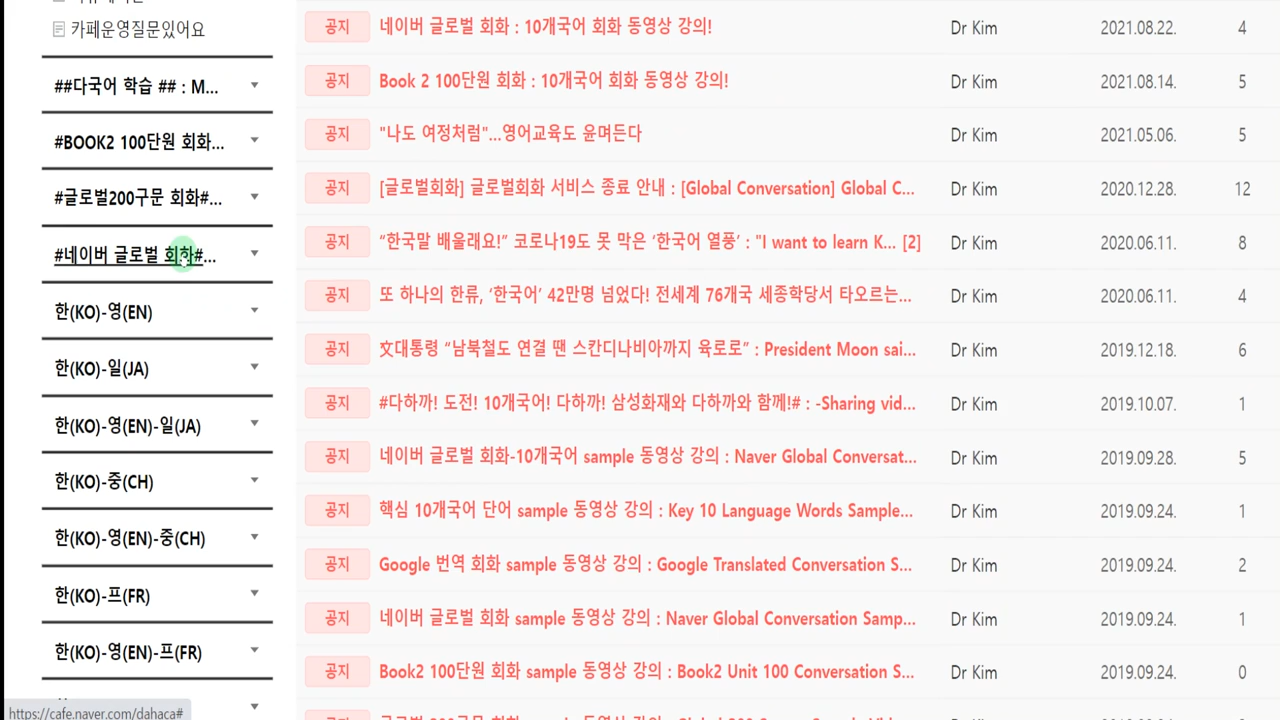 카페운영질문있어요
##다국어 학습 ## : M...
#BOOK2 100단원 회화...
#글로벌200구문 회화#...
#네이버 글로벌 회화#...
한(KO)-영(EN)
한(KO)-일(JA)
한(KO)-영(EN)-일(JA)
한(KO)-중(CH)
한(KO)-영(EN)-중(CH)
한(KO)-프(FR)
한(KO)-영(EN)-프(FR)
https://cafe.naver.com/dahaca#
공지 네이버 글로벌 회화 : 10개국어 회화 동영상 강의! Dr Kim 2021.08.22. 4
공지 Book 2 100단원 회화 : 10개국어 회화 동영상 강의! Dr Kim 2021.08.14. 5
공지 "나도 여정처럼"...영어교육도 윤며든다 Dr Kim 2021.05.06. 5
공지 [글로벌회화] 글로벌회화 서비스 종료 안내 : [Global Conversation] Global C... Dr Kim 2020.12.28. 12
공지 “한국말 배울래요!” 코로나19도 못 막은 ‘한국어 열풍’ : "I want to learn K... [2] Dr Kim 2020.06.11. 8
공지 또 하나의 한류, ‘한국어’ 42만명 넘었다! 전세계 76개국 세종학당서 타오르는... Dr Kim 2020.06.11. 4
공지 文대통령 “남북철도 연결 땐 스칸디나비아까지 육로로” : President Moon sai... Dr Kim 2019.12.18. 6
공지 #다하까! 도전! 10개국어! 다하까! 삼성화재와 다하까와 함께!# : -Sharing vid... Dr Kim 2019.10.07. 1
공지 네이버 글로벌 회화-10개국어 sample 동영상 강의 : Naver Global Conversat... Dr Kim 2019.09.28. 5
공지 핵심 10개국어 단어 sample 동영상 강의 : Key 10 Language Words Sample... Dr Kim 2019.09.24. 1
공지 Google 번역 회화 sample 동영상 강의 : Google Translated Conversation S... Dr Kim 2019.09.24. 2
공지 네이버 글로벌 회화 sample 동영상 강의 : Naver Global Conversation Samp... Dr Kim 2019.09.24. 1
공지 Book2 100단원 회화 sample 동영상 강의 : Book2 Unit 100 Conversation S... Dr Kim 2019.09.24. 0